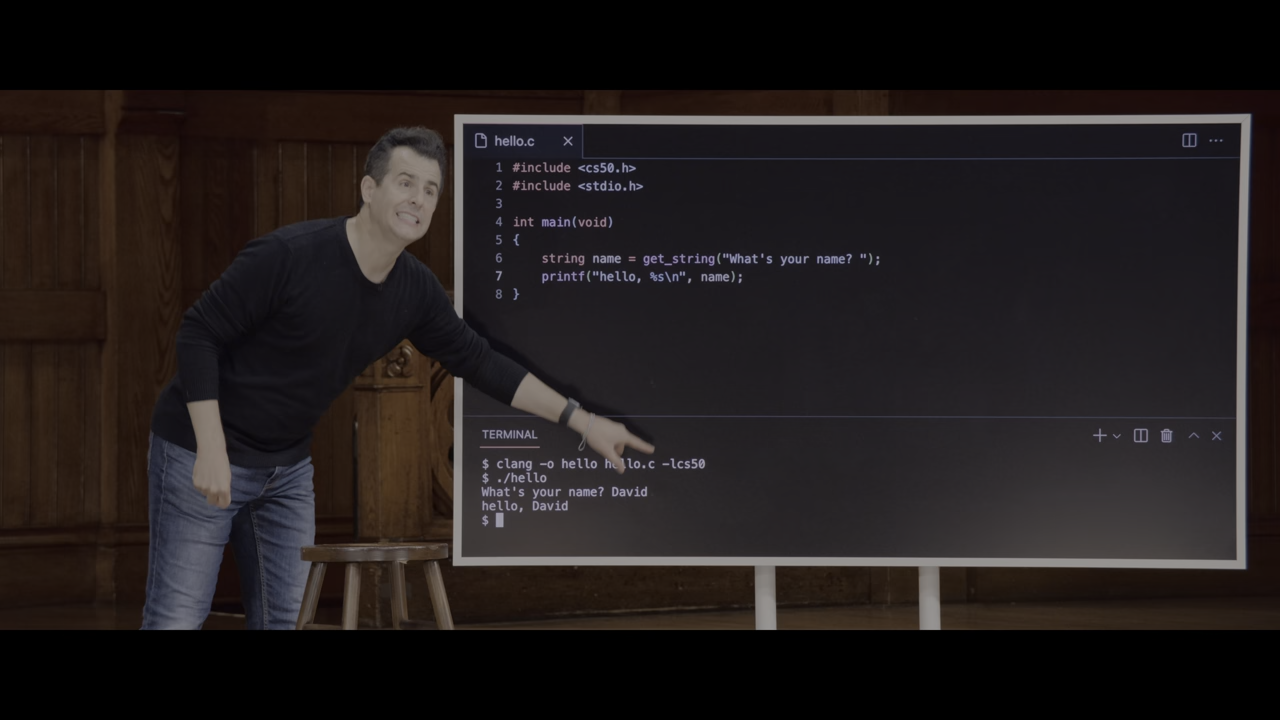 hello.c
1 #include <cs50.h>
2 #include <stdio.h>
3
4 int main(void)
5 {
6 string name = get_string("What's your name? ");
7 printf("hello, %s\n", name);
8 }
TERMINAL
$ clang -o hello hello.c -lcs50
$ ./hello
What's your name? David
hello, David
$